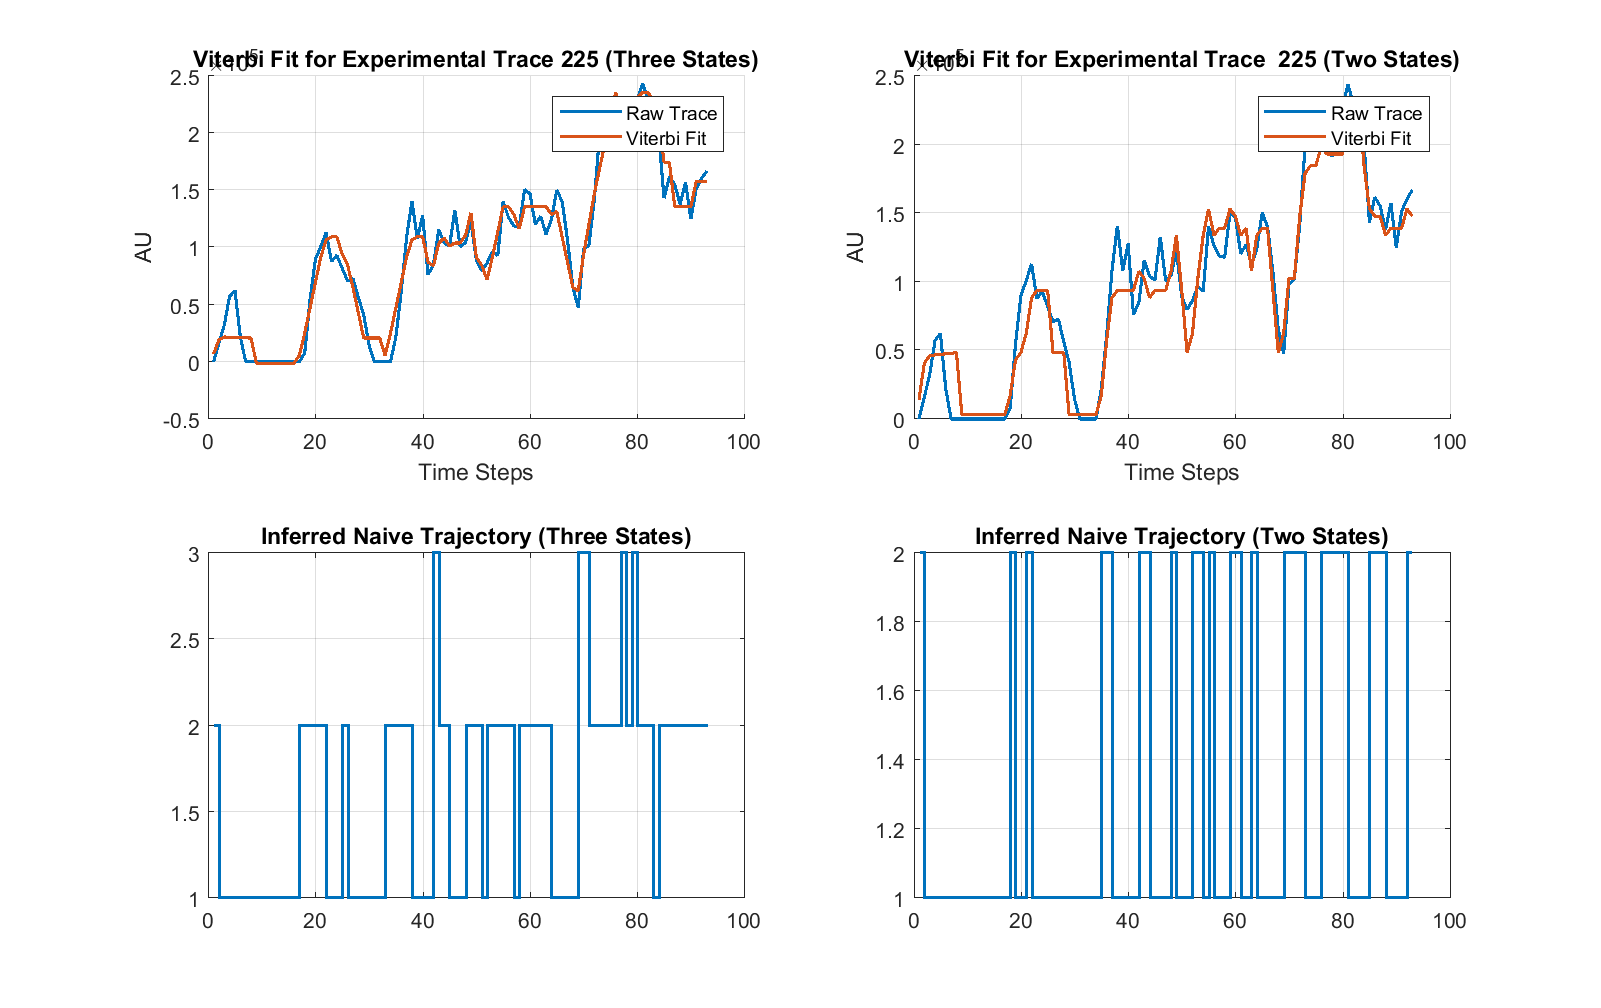 Viterbi Fit for Experimental Trace 225 (Three States)
×10^5
2.5
2
1.5
1
0.5
0
-0.5
AU
Raw Trace
Viterbi Fit
0 20 40 60 80 100
Time Steps
Viterbi Fit for Experimental Trace  225 (Two States)
×10^5
2.5
2
1.5
1
0.5
0
AU
Raw Trace
Viterbi Fit
0 20 40 60 80 100
Time Steps
Inferred Naive Trajectory (Three States)
3
2.5
2
1.5
1
0 20 40 60 80 100
Inferred Naive Trajectory (Two States)
2
1.8
1.6
1.4
1.2
1
0 20 40 60 80 100